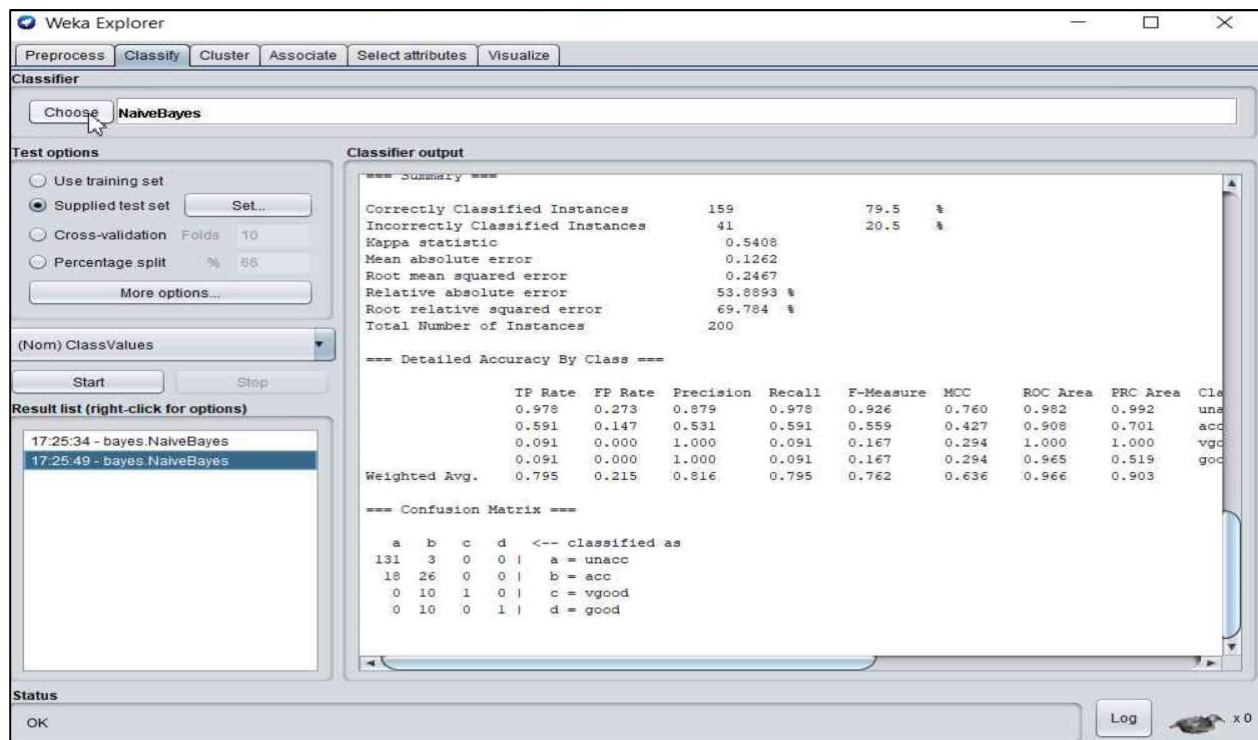 Weka Explorer
Preprocess Classify Cluster Associate Select attributes Visualize
Classifier
Choose NaiveBayes
Test options
Use training set
Supplied test set Set...
Cross-validation Folds 10
Percentage split % 66
More options...
(Nom) ClassValues
Start Stop
Result list (right-click for options)
17:25:34 - bayes.NaiveBayes
17:25:49 - bayes.NaiveBayes
Classifier output
=== Summary ===
Correctly Classified Instances 159 79.5 %
Incorrectly Classified Instances 41 20.5 %
Kappa statistic 0.5408
Mean absolute error 0.1262
Root mean squared error 0.2467
Relative absolute error 53.8893 %
Root relative squared error 69.784 %
Total Number of Instances 200
=== Detailed Accuracy By Class ===
TP Rate FP Rate Precision Recall F-Measure MCC ROC Area PRC Area Cla
0.978 0.273 0.879 0.978 0.926 0.760 0.982 0.992 una
0.591 0.147 0.531 0.591 0.559 0.427 0.908 0.701 acc
0.091 0.000 1.000 0.091 0.167 0.294 1.000 1.000 vgo
0.091 0.000 1.000 0.091 0.167 0.294 0.965 0.519 goo
Weighted Avg. 0.795 0.215 0.816 0.795 0.762 0.636 0.966 0.903
=== Confusion Matrix ===
a b c d <-- classified as
131 3 0 0 | a = unacc
18 26 0 0 | b = acc
0 10 1 0 | c = vgood
0 10 0 1 | d = good
Status
OK
Log x 0